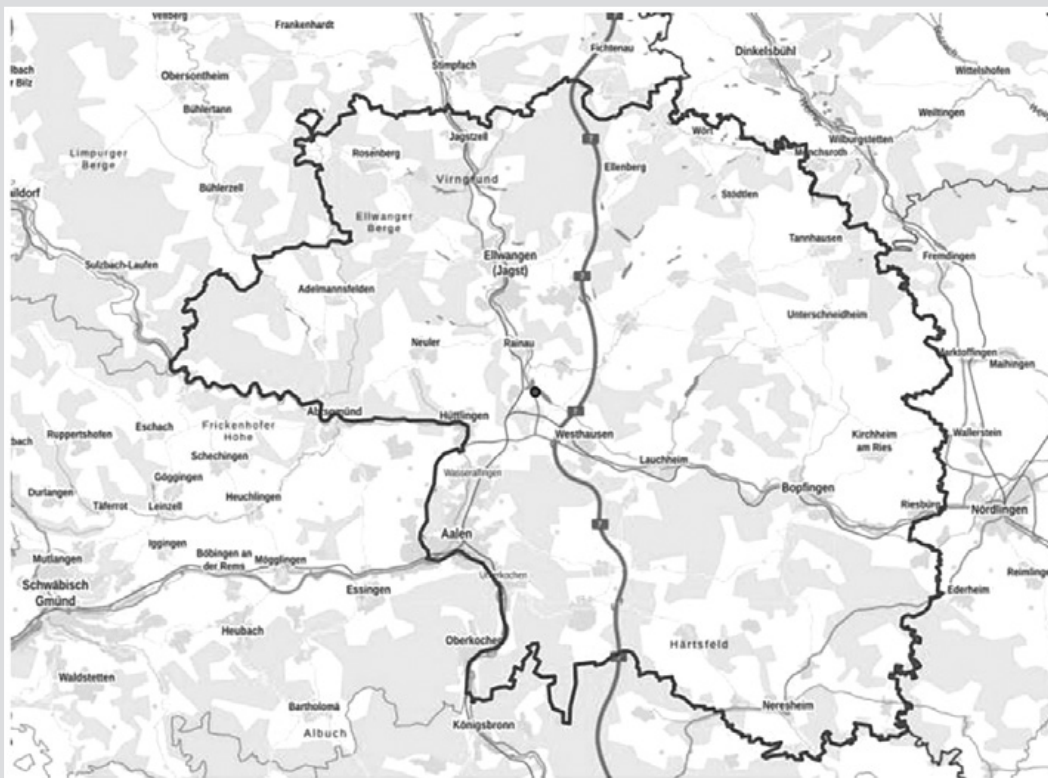 Vellberg
Frankenhardt
Fichtenau
Dinkelsbühl
Stimpfach
Obersontheim
Wittelshofen
Bühlertann
Weiltingen
Jagstzell
Wört
Wilburgstetten
Mönchsroth
Limpurger
Berge
Rosenberg
Virngrund
Ellenberg
Bühlerzell
Stödtlen
Ellwanger
Berge
Tannhausen
Ellwangen
(Jagst)
Fremdingen
Sulzbach-Laufen
Adelmannsfelden
Unterschneidheim
Neuler
Rainau
Marktoffingen
Maihingen
Abtsgmünd
Hüttlingen
Eschach
Frickenhofer
Höhe
Ruppertshofen
Westhausen
Kirchheim
am Ries
Wallerstein
Schechingen
Lauchheim
Göggingen
Wasseralfingen
Bopfingen
Durlangen
Täferrot
Leinzell
Heuchlingen
Riesbürg
Nördlingen
Aalen
Iggingen
Mutlangen
Böbingen an
der Rems
Mögglingen
Unterkochen
Schwäbisch
Gmünd
Essingen
Ederheim
Heubach
Oberkochen
Härtsfeld
Waldstetten
Bartholomä
Neresheim
Königsbronn
Albuch